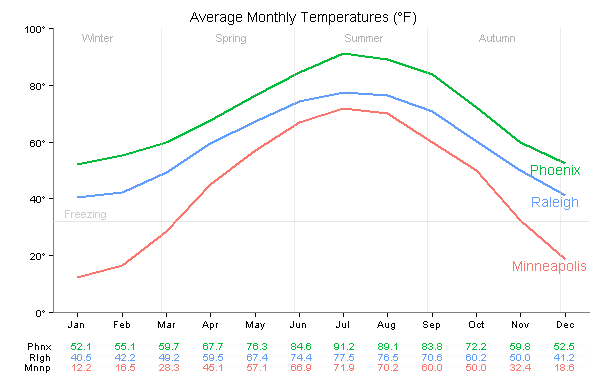 Average Monthly Temperatures (°F)
Winter Spring Summer Autumn
100°
80°
60°
Phoenix
40°
Raleigh
Freezing
20°
Minneapolis
0°
Jan Feb Mar Apr May Jun Jul Aug Sep Oct Nov Dec
Phnx 52.1 55.1 59.7 67.7 76.3 84.6 91.2 89.1 83.8 72.2 59.8 52.5
Rlgh 40.5 42.2 49.2 59.5 67.4 74.4 77.5 76.5 70.6 60.2 50.0 41.2
Mnnp 12.2 16.5 28.3 45.1 57.1 66.9 71.9 70.2 60.0 50.0 32.4 18.6